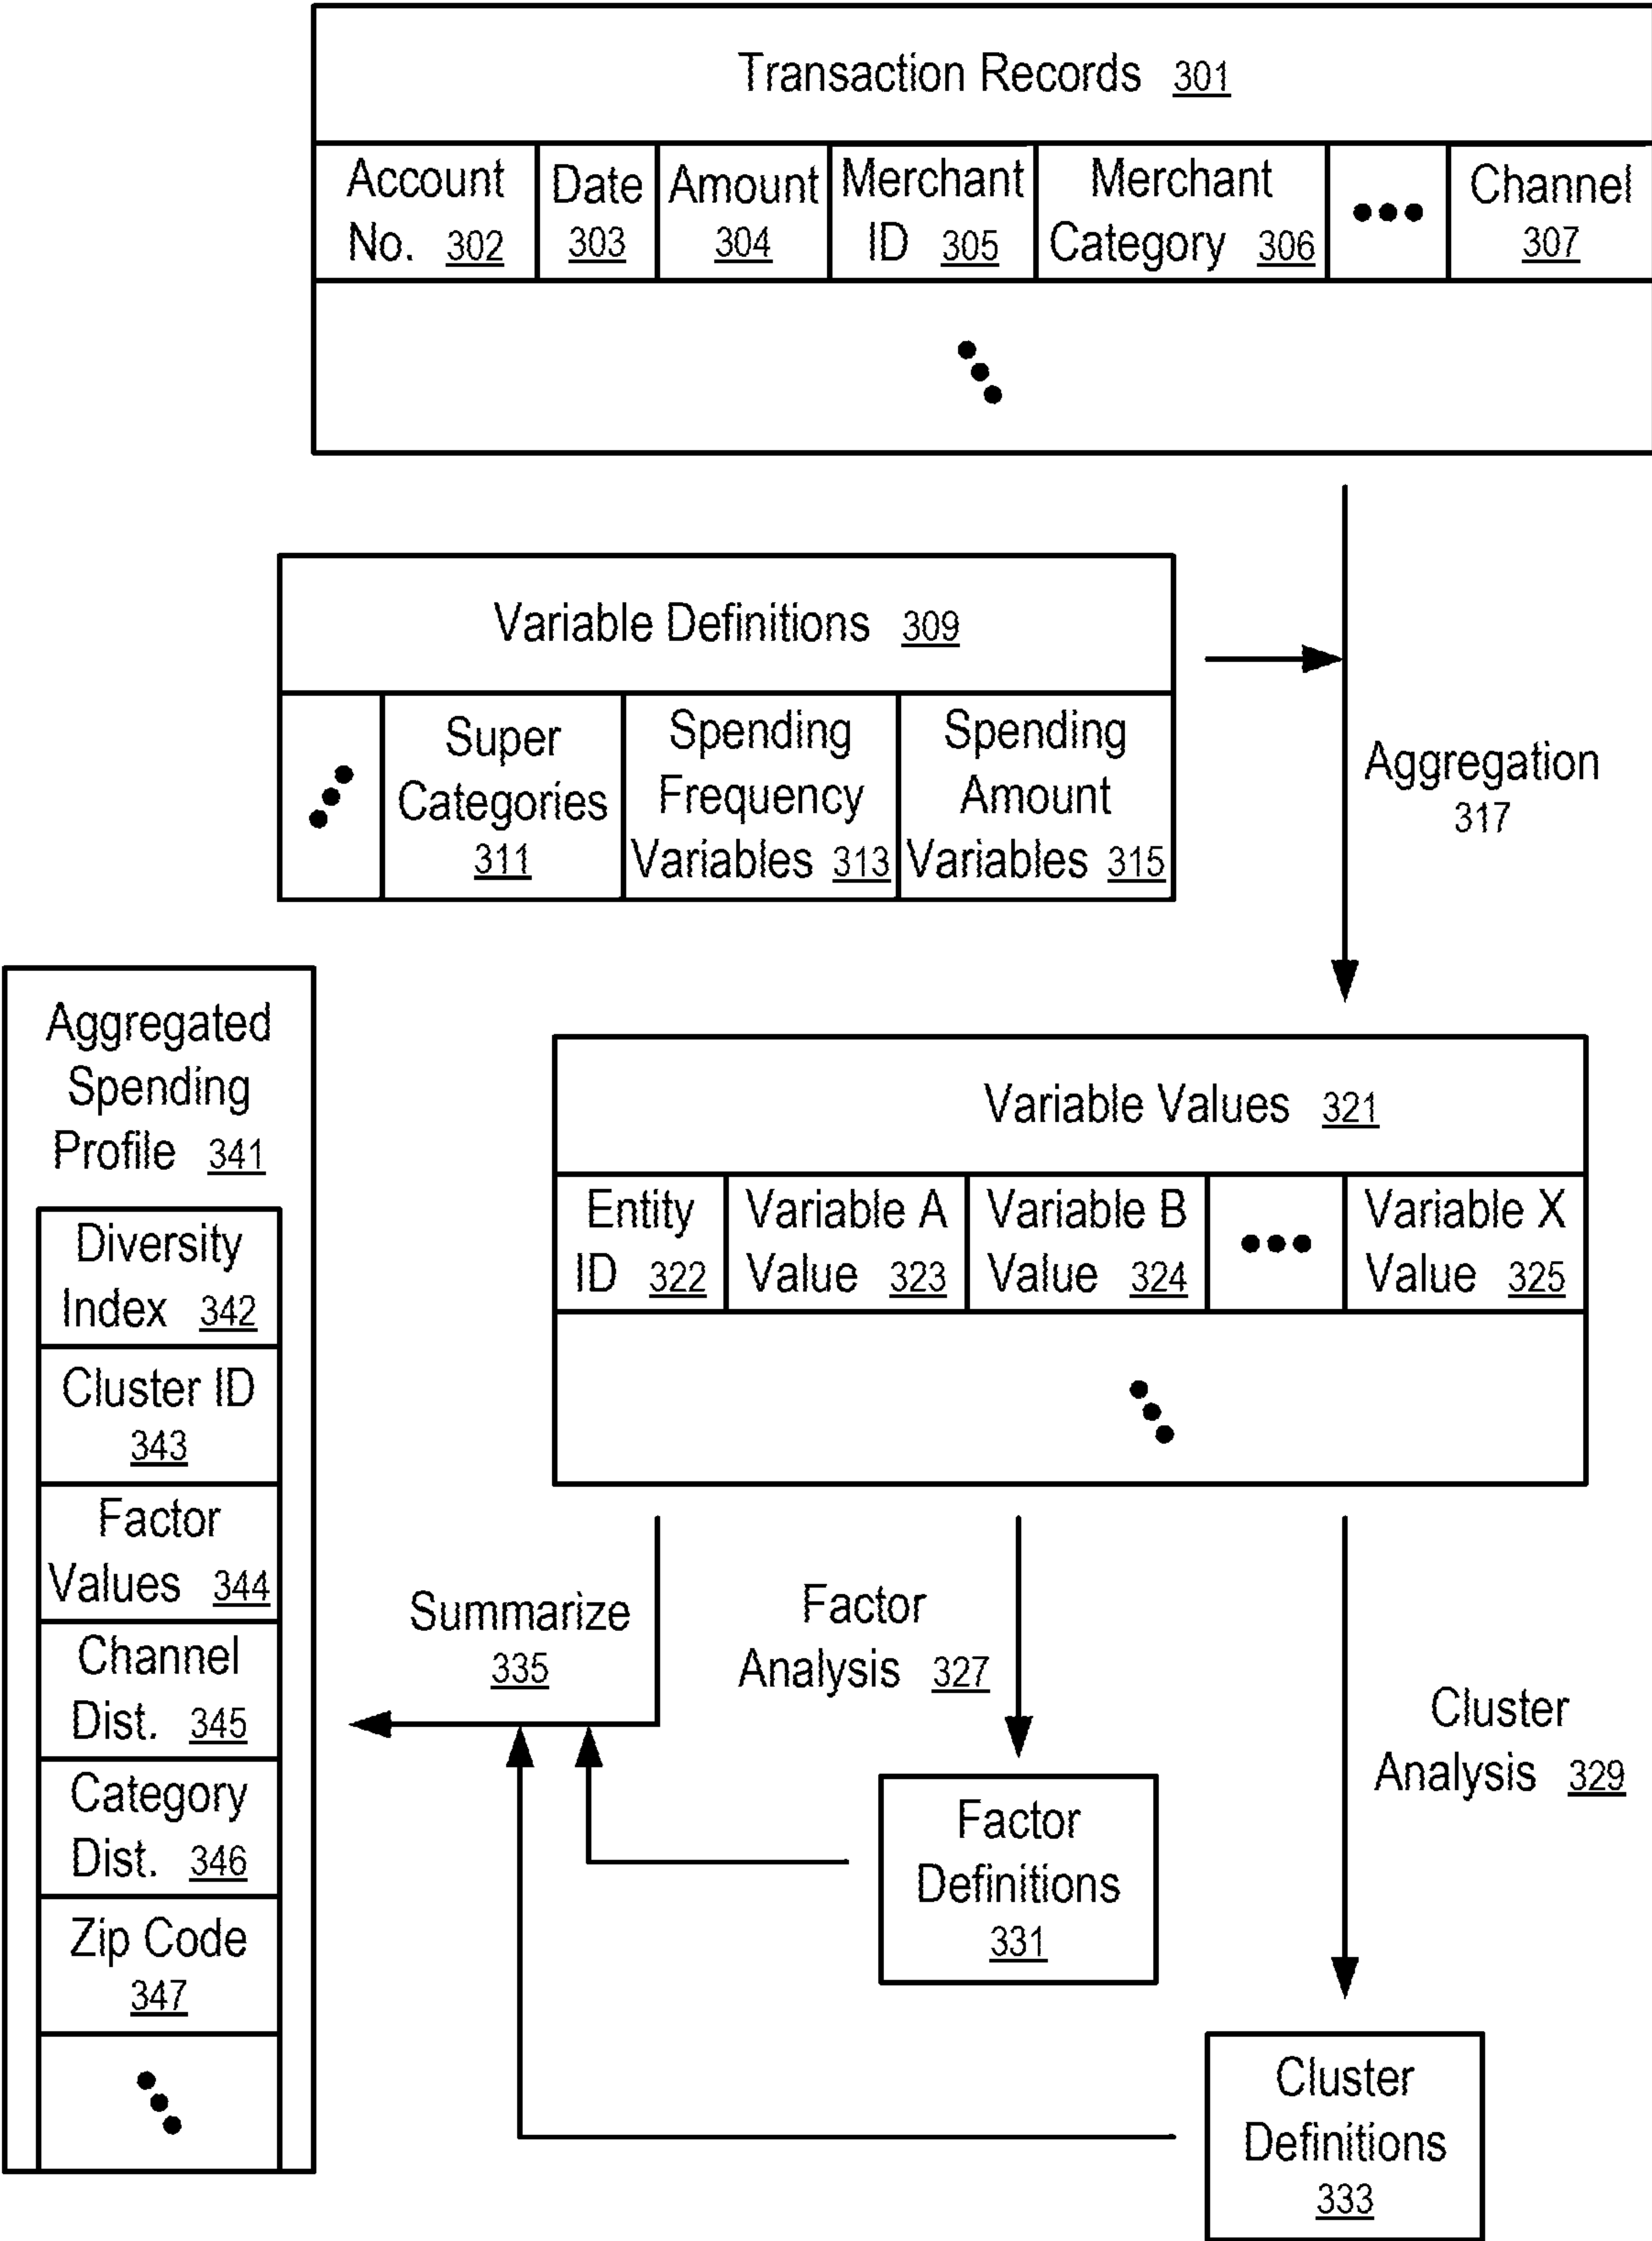 Transaction Records 301
Account No. 302
Date 303
Amount 304
Merchant ID 305
Merchant Category 306
Channel 307
Variable Definitions 309
Super Categories 311
Spending Frequency Variables 313
Spending Amount Variables 315
Aggregation 317
Aggregated Spending Profile 341
Diversity Index 342
Cluster ID 343
Factor Values 344
Channel Dist. 345
Category Dist. 346
Zip Code 347
Variable Values 321
Entity ID 322
Variable A Value 323
Variable B Value 324
Variable X Value 325
Summarize 335
Factor Analysis 327
Cluster Analysis 329
Factor Definitions 331
Cluster Definitions 333